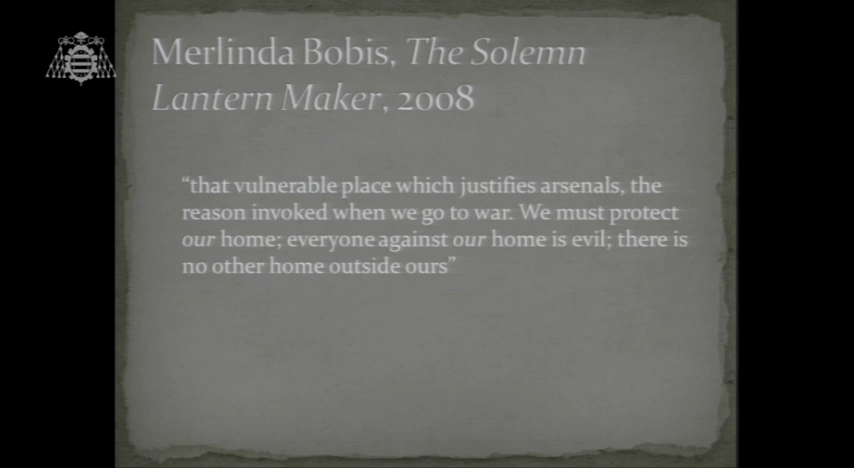 Merlinda Bobis, The Solemn
Lantern Maker, 2008
“that vulnerable place which justifies arsenals, the
reason invoked when we go to war. We must protect
our home; everyone against our home is evil; there is
no other home outside ours”